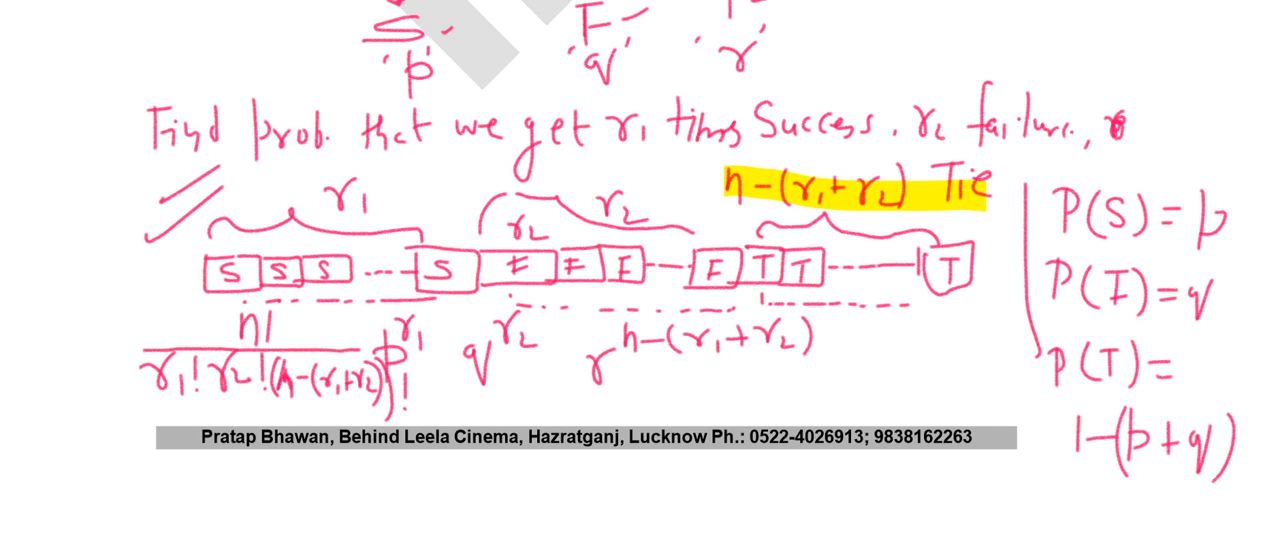 S - F -
'p' 'q' 'r'
Find prob. that we get r₁ times Success, r₂ failure,
n-(r₁+r₂) Tie
r₁ r₂ r₂
S S S ---- S F F F -- F T T ------ T
n! / r₁! r₂! (n-(r₁+r₂))! p^r₁ q^r₂ r^n-(r₁+r₂)
P(S) = p
P(F) = q
P(T) =
1-(p+q)
Pratap Bhawan, Behind Leela Cinema, Hazratganj, Lucknow Ph.: 0522-4026913; 9838162263